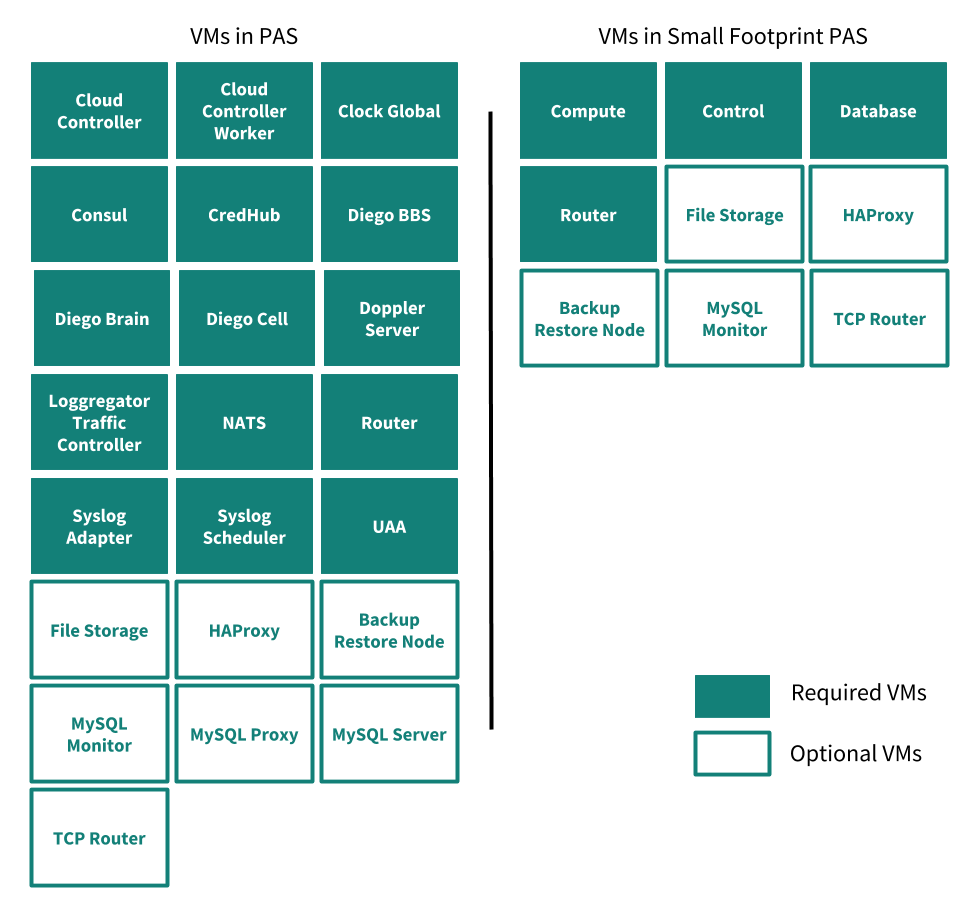 VMs in PAS
Cloud
Controller
Cloud
Controller
Worker
Clock Global
Consul
CredHub
Diego BBS
Diego Brain
Diego Cell
Doppler
Server
Loggregator
Traffic
Controller
NATS
Router
Syslog
Adapter
Syslog
Scheduler
UAA
File Storage
HAProxy
Backup
Restore Node
MySQL
Monitor
MySQL Proxy
MySQL Server
TCP Router
VMs in Small Footprint PAS
Compute
Control
Database
Router
File Storage
HAProxy
Backup
Restore Node
MySQL
Monitor
TCP Router
Required VMs
Optional VMs